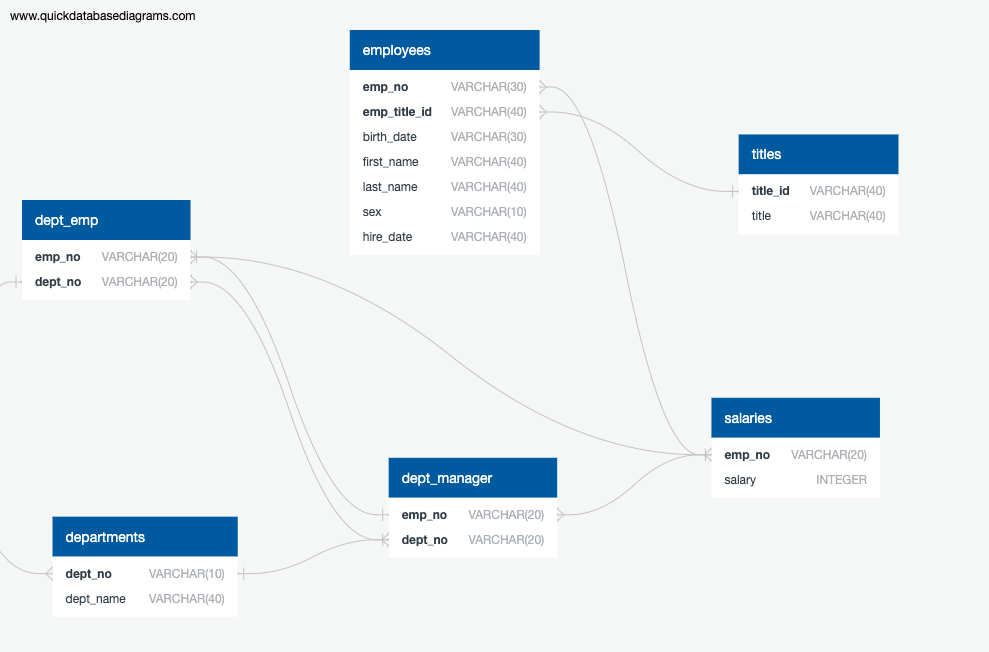 www.quickdatabasediagrams.com
employees
emp_no VARCHAR(30)
emp_title_id VARCHAR(40)
birth_date VARCHAR(30)
first_name VARCHAR(40)
last_name VARCHAR(40)
sex VARCHAR(10)
hire_date VARCHAR(40)
titles
title_id VARCHAR(40)
title VARCHAR(40)
dept_emp
emp_no VARCHAR(20)
dept_no VARCHAR(20)
salaries
emp_no VARCHAR(20)
salary INTEGER
dept_manager
emp_no VARCHAR(20)
dept_no VARCHAR(20)
departments
dept_no VARCHAR(10)
dept_name VARCHAR(40)